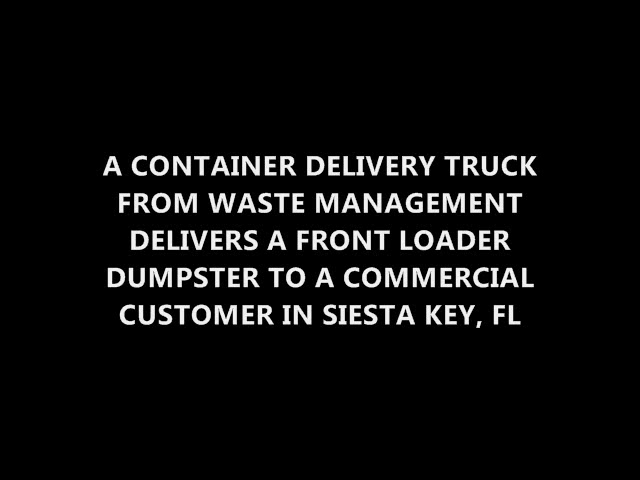 A CONTAINER DELIVERY TRUCK
FROM WASTE MANAGEMENT
DELIVERS A FRONT LOADER
DUMPSTER TO A COMMERCIAL
CUSTOMER IN SIESTA KEY, FL